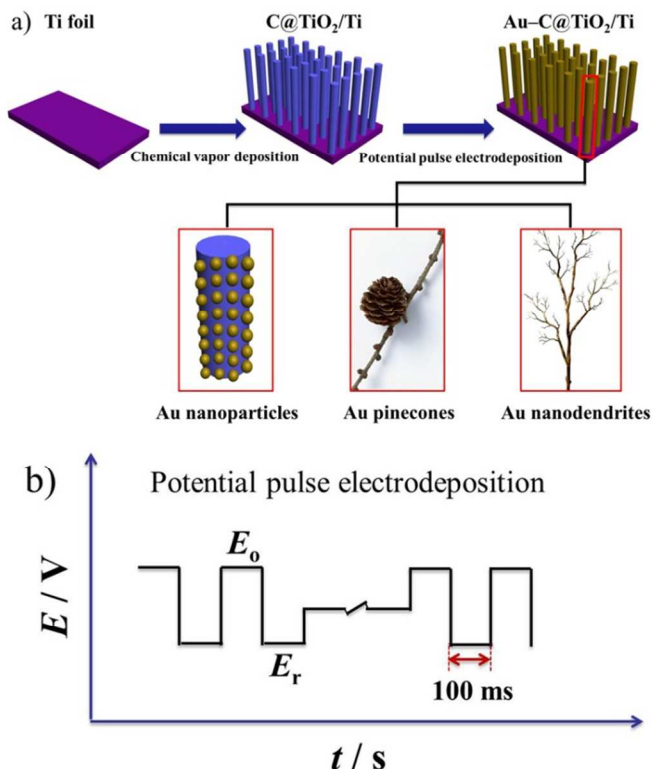 a) Ti foil
C@TiO₂/Ti
Au–C@TiO₂/Ti
Chemical vapor deposition
Potential pulse electrodeposition
Au nanoparticles
Au pinecones
Au nanodendrites
b) Potential pulse electrodeposition
E / V
Eₒ
Eᵣ
100 ms
t / s